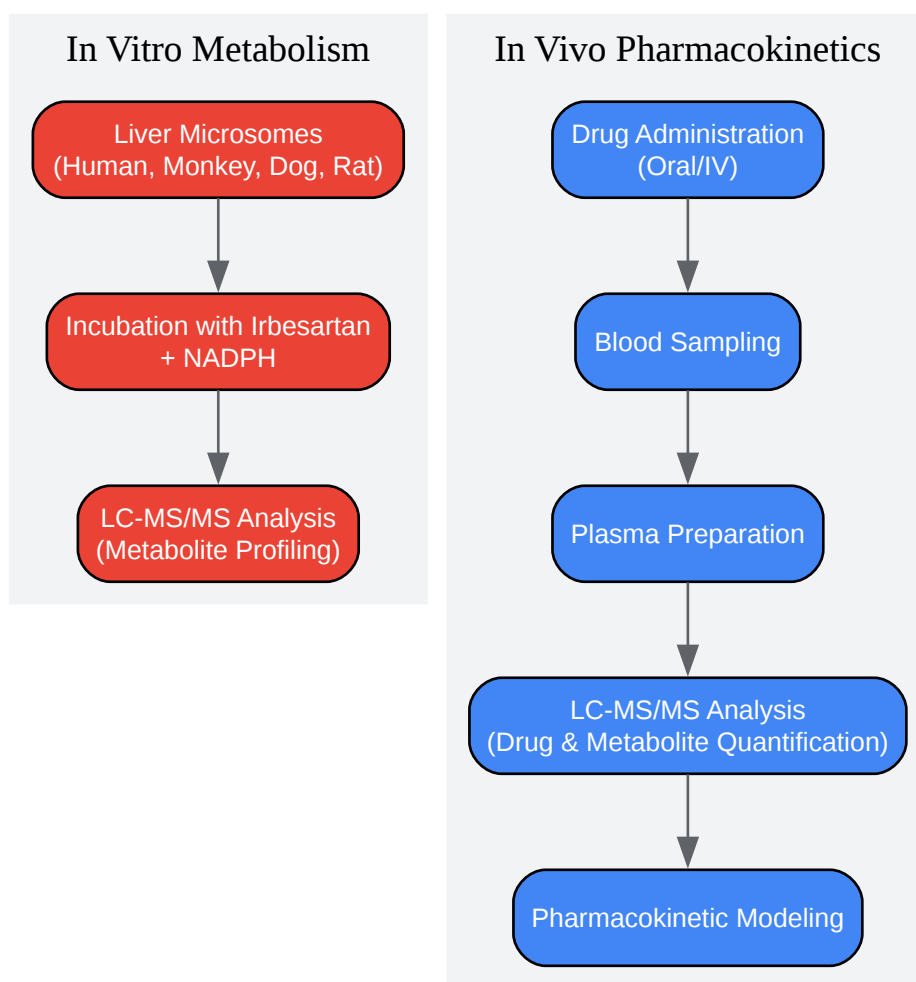 In Vitro Metabolism
Liver Microsomes
(Human, Monkey, Dog, Rat)
Incubation with Irbesartan
+ NADPH
LC-MS/MS Analysis
(Metabolite Profiling)
In Vivo Pharmacokinetics
Drug Administration
(Oral/IV)
Blood Sampling
Plasma Preparation
LC-MS/MS Analysis
(Drug & Metabolite Quantification)
Pharmacokinetic Modeling